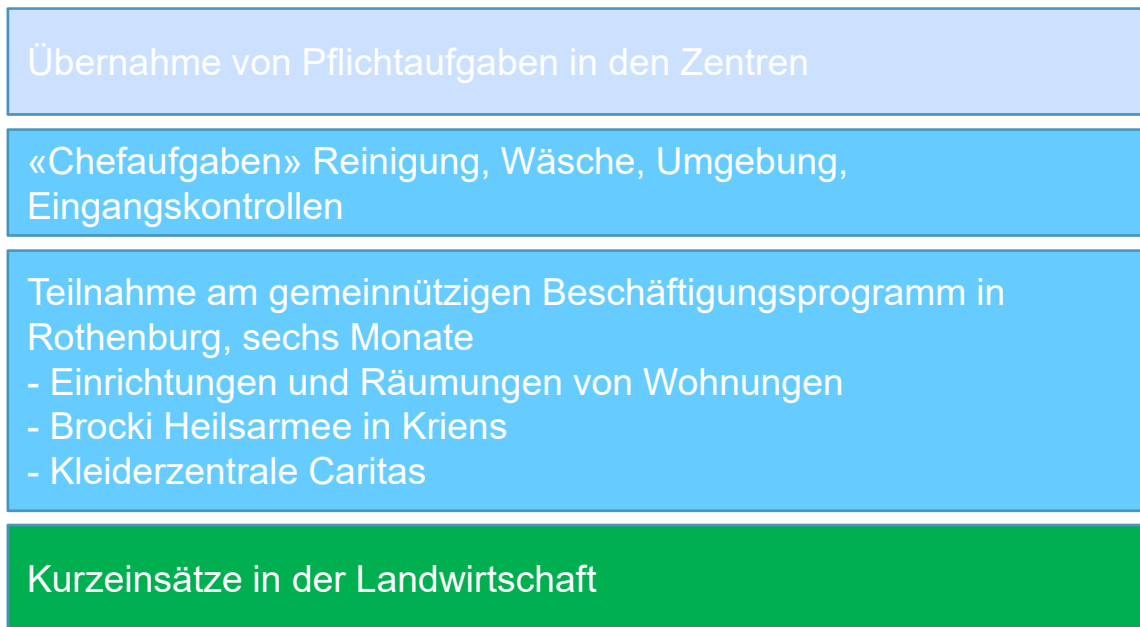 Übernahme von Pflichtaufgaben in den Zentren
«Chefaufgaben» Reinigung, Wäsche, Umgebung,
Eingangskontrollen
Teilnahme am gemeinnützigen Beschäftigungsprogramm in
Rothenburg, sechs Monate
- Einrichtungen und Räumungen von Wohnungen
- Brocki Heilsarmee in Kriens
- Kleiderzentrale Caritas
Kurzeinsätze in der Landwirtschaft